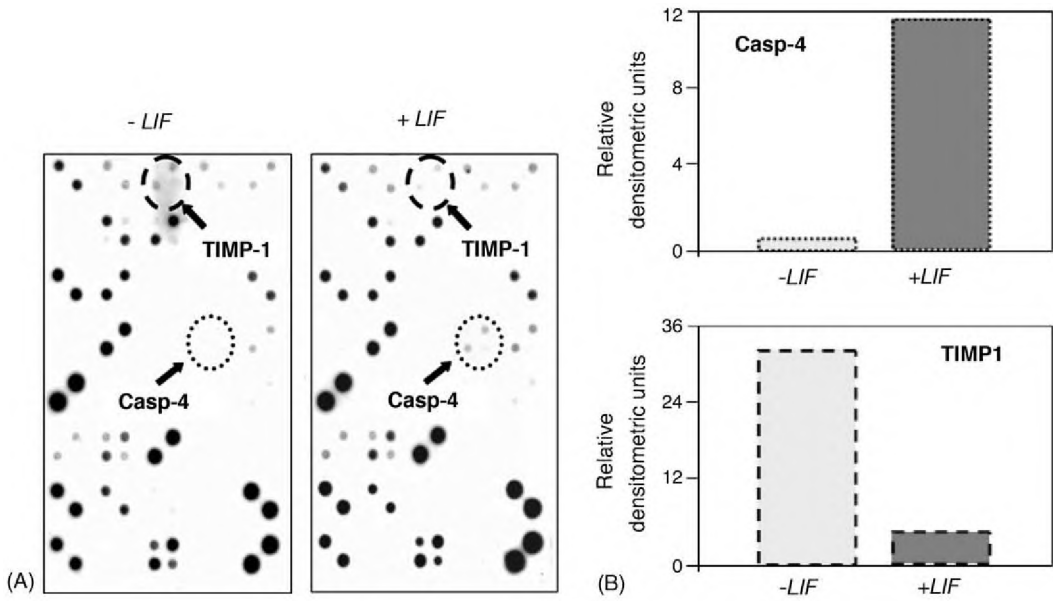 - LIF
+ LIF
TIMP-1
TIMP-1
Casp-4
Casp-4
(A)
12
8
4
0
Relative
densitometric units
Casp-4
-LIF
+LIF
36
24
12
0
Relative
densitometric units
TIMP1
-LIF
+LIF
(B)